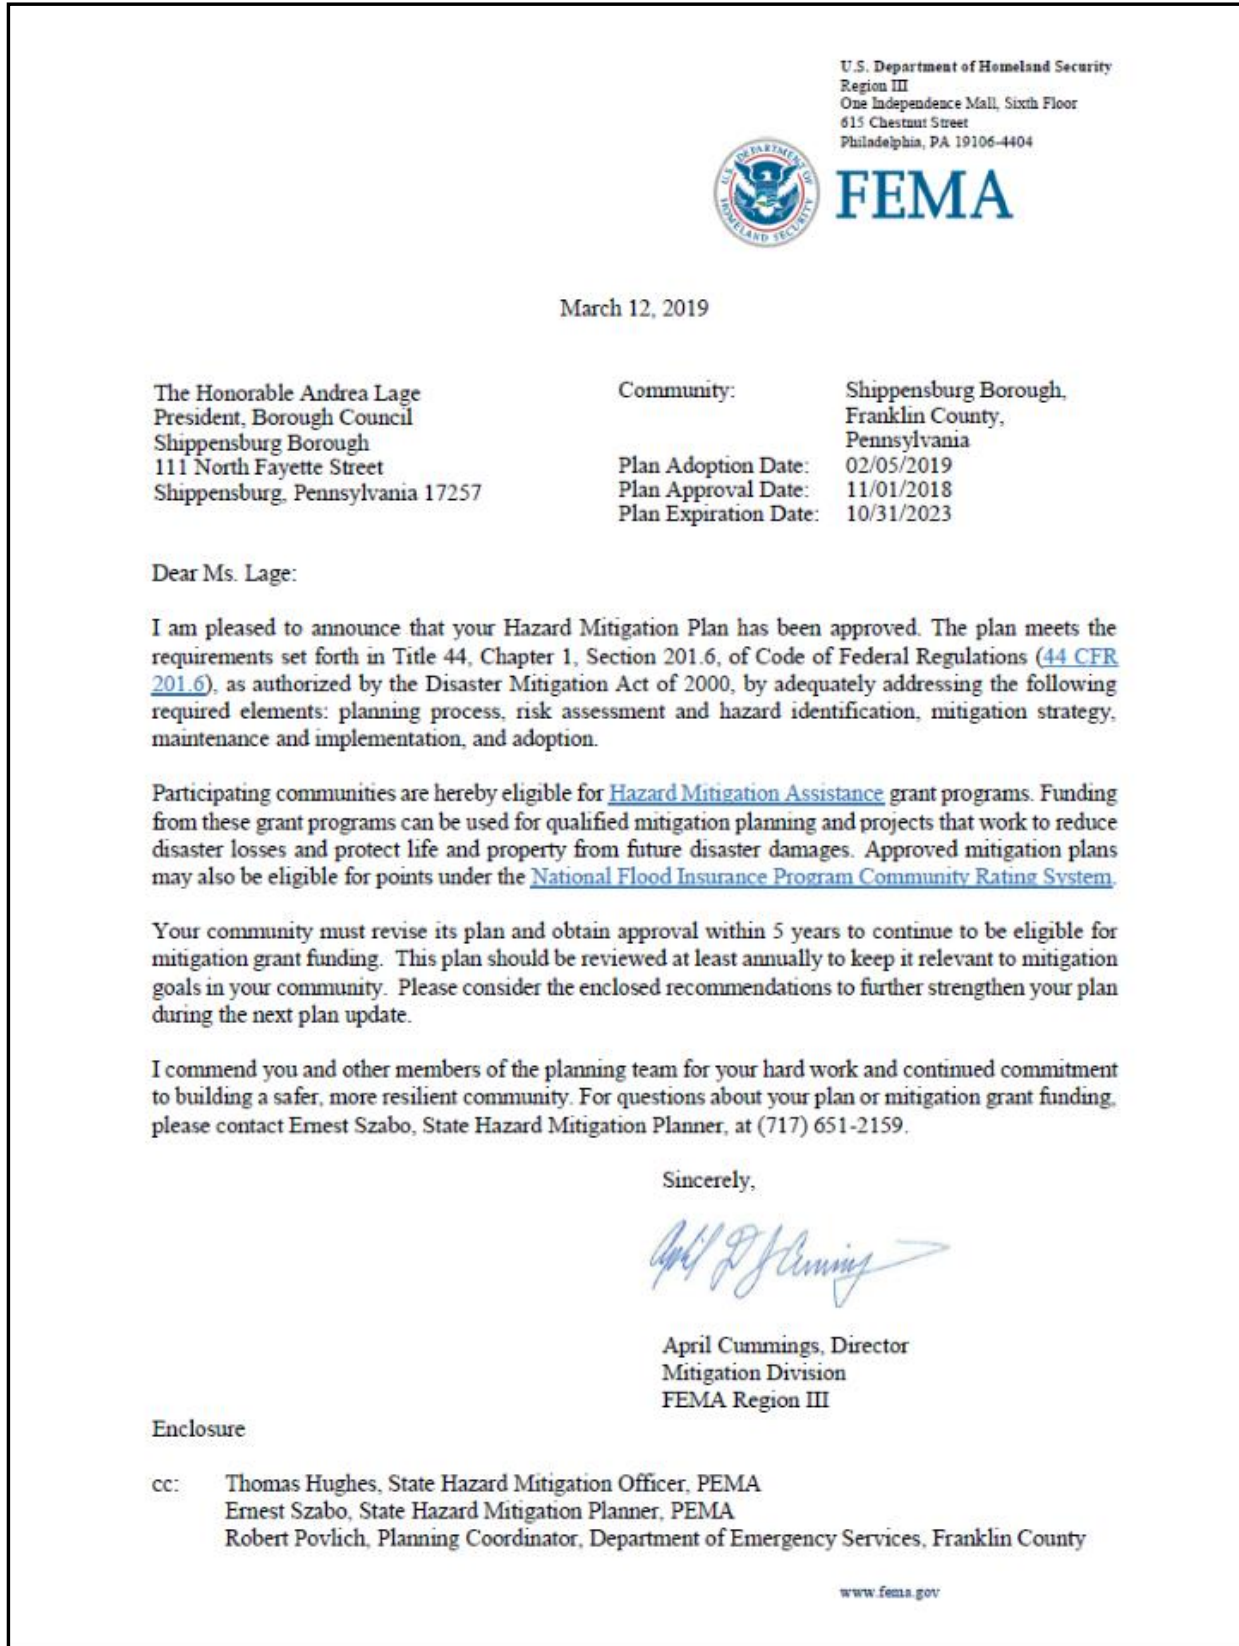 U.S. Department of Homeland Security
Region III
One Independence Mall, Sixth Floor
615 Chestnut Street
Philadelphia, PA 19106-4404
U.S. DEPARTMENT OF
HOMELAND SECURITY
FEMA
March 12, 2019
The Honorable Andrea Lage
President, Borough Council
Shippensburg Borough
111 North Fayette Street
Shippensburg, Pennsylvania 17257
Community: Shippensburg Borough,
Franklin County,
Pennsylvania
Plan Adoption Date: 02/05/2019
Plan Approval Date: 11/01/2018
Plan Expiration Date: 10/31/2023
Dear Ms. Lage:
I am pleased to announce that your Hazard Mitigation Plan has been approved. The plan meets the
requirements set forth in Title 44, Chapter 1, Section 201.6, of Code of Federal Regulations (44 CFR
201.6), as authorized by the Disaster Mitigation Act of 2000, by adequately addressing the following
required elements: planning process, risk assessment and hazard identification, mitigation strategy,
maintenance and implementation, and adoption.
Participating communities are hereby eligible for Hazard Mitigation Assistance grant programs. Funding
from these grant programs can be used for qualified mitigation planning and projects that work to reduce
disaster losses and protect life and property from future disaster damages. Approved mitigation plans
may also be eligible for points under the National Flood Insurance Program Community Rating System.
Your community must revise its plan and obtain approval within 5 years to continue to be eligible for
mitigation grant funding. This plan should be reviewed at least annually to keep it relevant to mitigation
goals in your community. Please consider the enclosed recommendations to further strengthen your plan
during the next plan update.
I commend you and other members of the planning team for your hard work and continued commitment
to building a safer, more resilient community. For questions about your plan or mitigation grant funding,
please contact Ernest Szabo, State Hazard Mitigation Planner, at (717) 651-2159.
Sincerely,
April Cummings, Director
Mitigation Division
FEMA Region III
Enclosure
cc: Thomas Hughes, State Hazard Mitigation Officer, PEMA
Ernest Szabo, State Hazard Mitigation Planner, PEMA
Robert Povlich, Planning Coordinator, Department of Emergency Services, Franklin County
www.fema.gov